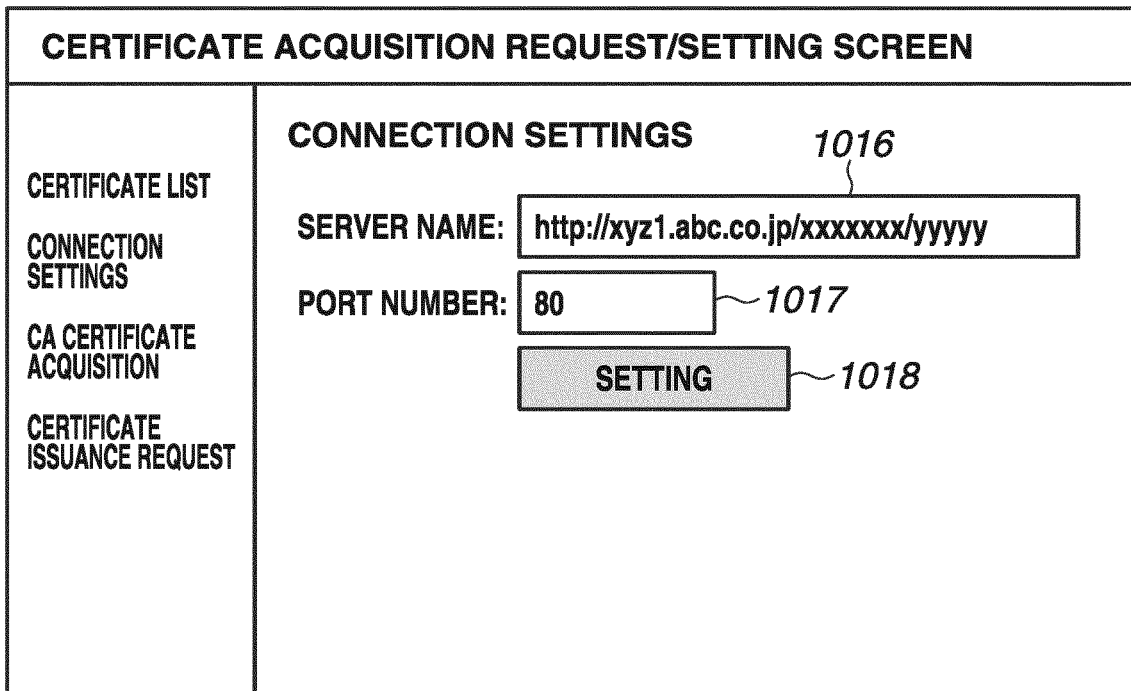 CERTIFICATE ACQUISITION REQUEST/SETTING SCREEN
CERTIFICATE LIST
CONNECTION
SETTINGS
CA CERTIFICATE
ACQUISITION
CERTIFICATE
ISSUANCE REQUEST
CONNECTION SETTINGS
1016
SERVER NAME: http://xyz1.abc.co.jp/xxxxxxx/yyyyy
PORT NUMBER: 80 1017
SETTING 1018